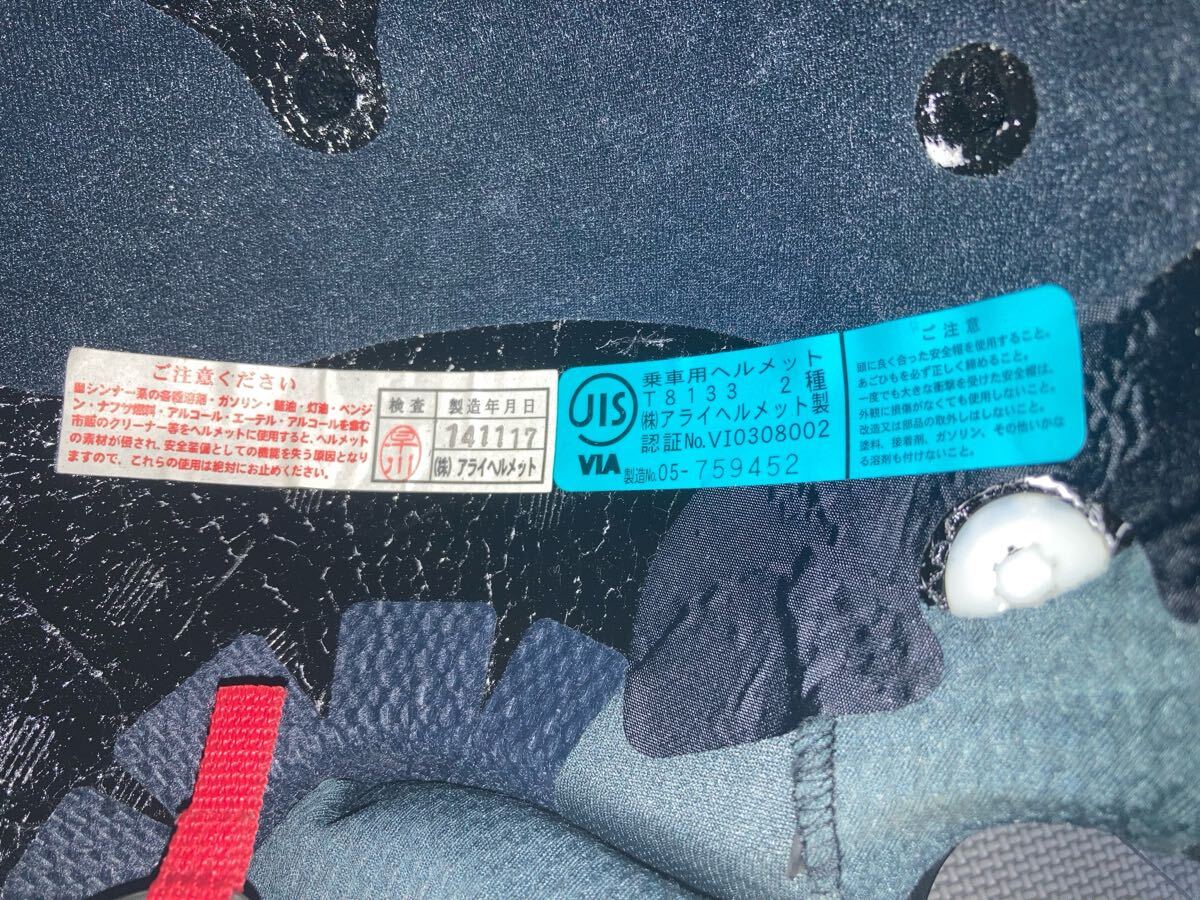 ご注意ください
シンナー系の各種溶剤・ガソリン・軽油・灯油・ベンジ
ン・ナフサ燃料・アルコール・エーテル・アルコールを含む
市販のクリーナー等をヘルメットに使用すると、ヘルメット
の素材が侵され、安全装備としての機能を失う原因となり
ますので、これらの使用は絶対にお止めください。
検査 製造年月日
141117
(株) アライヘルメット
JIS
VIA
乗車用ヘルメット
T8133 2種
(株)アライヘルメット製
認証No.VI0308002
製造No.05-759452
ご注意
頭に良く合った安全帽を使用すること。
あごひもを必ず正しく締めること。
一度でも大きな衝撃を受けた安全帽は、
外観に損傷がなくても使用しないこと。
改造又は部品の取外しはしないこと。
塗料、接着剤、ガソリン、その他いかな
る溶剤も付けないこと。